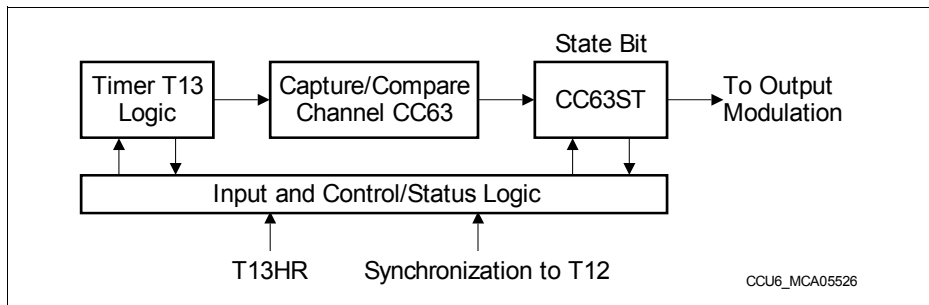 State Bit
Timer T13
Logic
Capture/Compare
Channel CC63
CC63ST
To Output
Modulation
Input and Control/Status Logic
T13HR
Synchronization to T12
CCU6_MCA05526